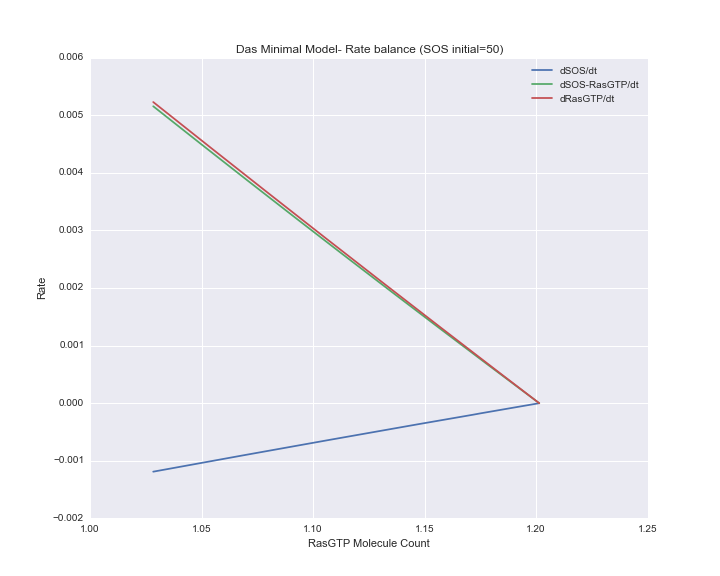 Das Minimal Model- Rate balance (SOS initial=50)
0.006
0.005
0.004
0.003
0.002
0.001
0.000
−0.001
−0.002
Rate
dSOS/dt
dSOS-RasGTP/dt
dRasGTP/dt
1.00 1.05 1.10 1.15 1.20 1.25
RasGTP Molecule Count